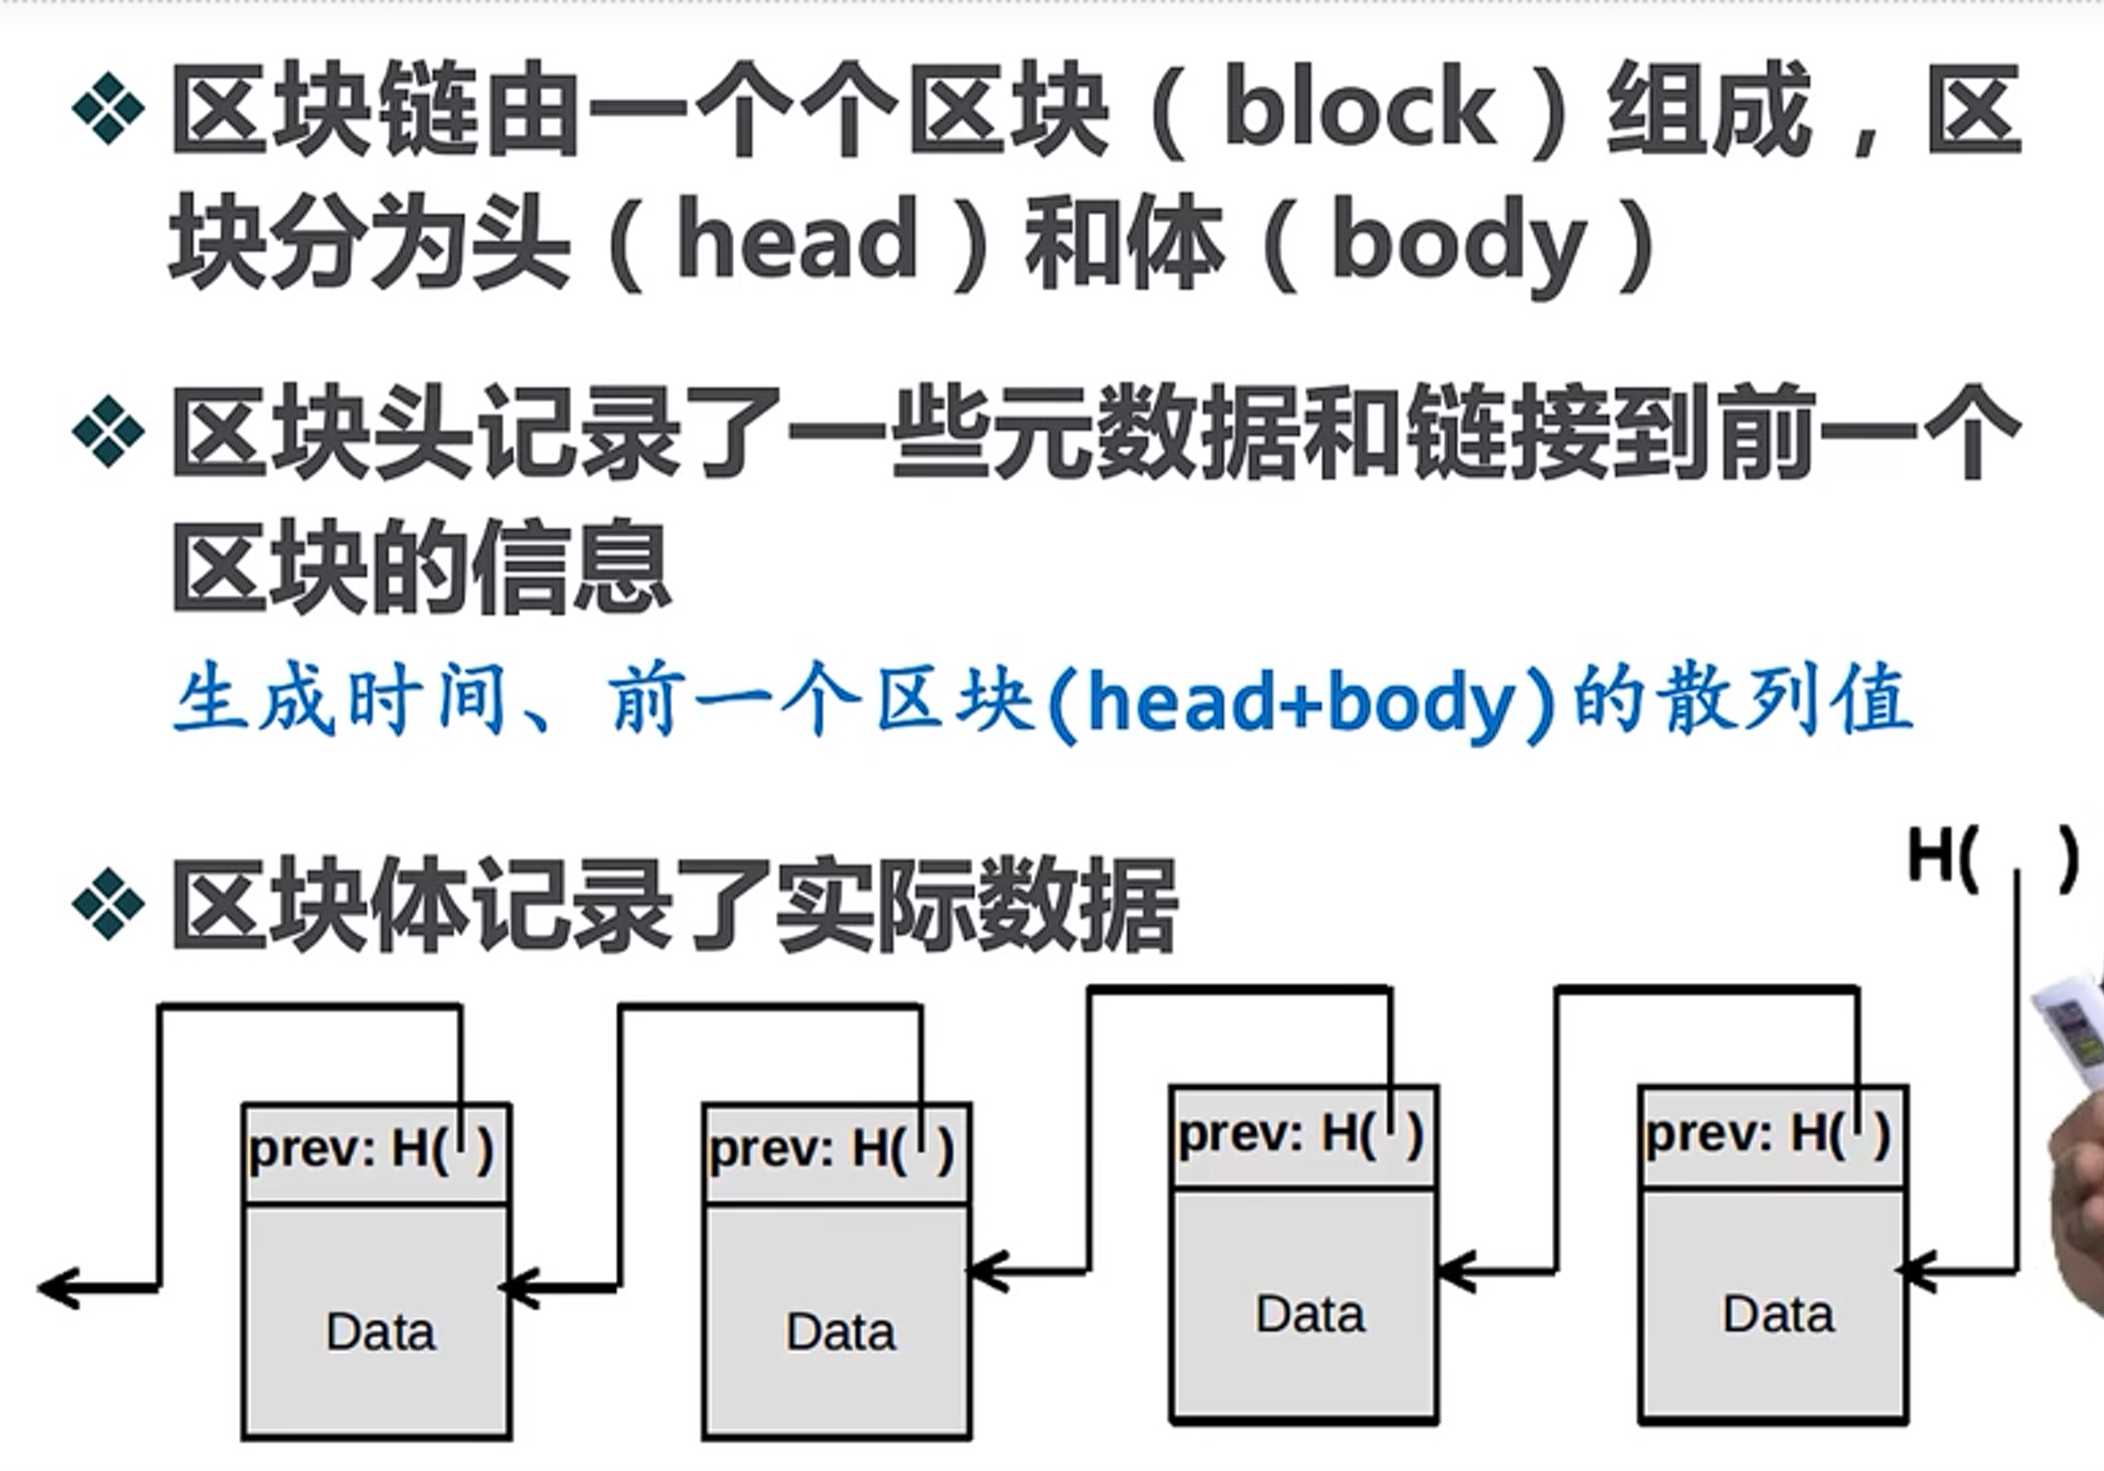 区块链由一个个区块（block）组成，区
块分为头（head）和体（body）
区块头记录了一些元数据和链接到前一个
区块的信息
生成时间、前一个区块(head+body)的散列值
区块体记录了实际数据
H( )
prev: H( )
prev: H( )
prev: H( )
prev: H( )
Data
Data
Data
Data